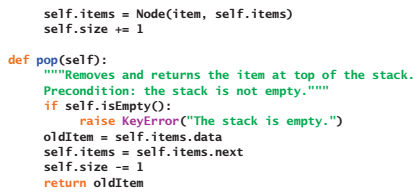 self.items = Node(item, self.items)
self.size += 1
def pop(self):
"""Removes and returns the item at top of the stack.
Precondition: the stack is not empty."""
if self.isEmpty():
raise KeyError("The stack is empty.")
oldItem = self.items.data
self.items = self.items.next
self.size -= 1
return oldItem